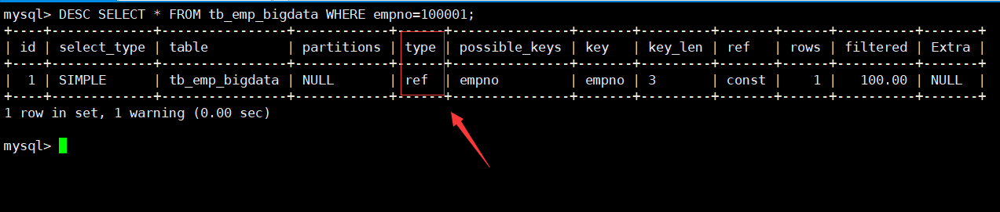 mysql> DESC SELECT * FROM tb_emp_bigdata WHERE empno=100001;
+----+-------------+----------------+------------+------+---------------+-------+---------+-------+------+----------+-------+
| id | select_type | table          | partitions | type | possible_keys | key   | key_len | ref   | rows | filtered | Extra |
+----+-------------+----------------+------------+------+---------------+-------+---------+-------+------+----------+-------+
|  1 | SIMPLE      | tb_emp_bigdata | NULL       | ref  | empno         | empno | 3       | const |    1 |   100.00 | NULL  |
+----+-------------+----------------+------------+------+---------------+-------+---------+-------+------+----------+-------+
1 row in set, 1 warning (0.00 sec)
mysql>